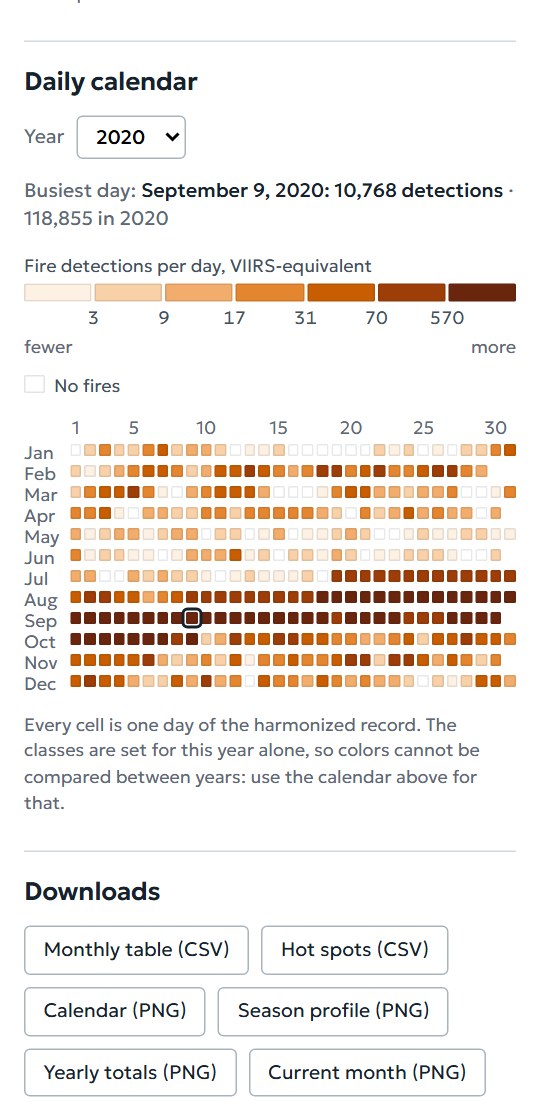 Daily calendar
Year 2020
Busiest day: September 9, 2020: 10,768 detections ·
118,855 in 2020
Fire detections per day, VIIRS-equivalent
3 9 17 31 70 570
fewer more
No fires
1 5 10 15 20 25 30
Jan
Feb
Mar
Apr
May
Jun
Jul
Aug
Sep
Oct
Nov
Dec
Every cell is one day of the harmonized record. The
classes are set for this year alone, so colors cannot be
compared between years: use the calendar above for
that.
Downloads
Monthly table (CSV) Hot spots (CSV)
Calendar (PNG) Season profile (PNG)
Yearly totals (PNG) Current month (PNG)